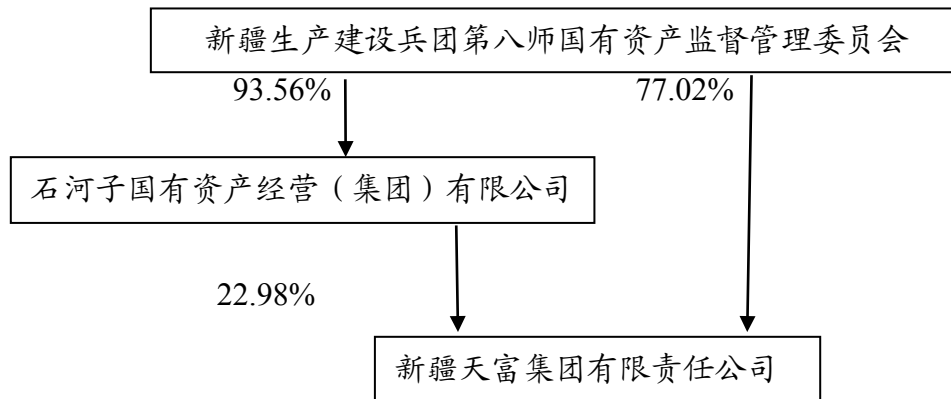 新疆生产建设兵团第八师国有资产监督管理委员会
93.56%
77.02%
石河子国有资产经营（集团）有限公司
22.98%
新疆天富集团有限责任公司